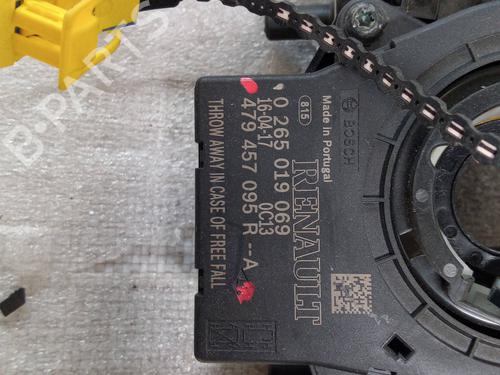 BOSCH
815
Made in Portugal
RENAULT
0 265 019 069
16-04-17 0C13
479 457 095 R --A
THROW AWAY IN CASE OF FREE FALL
B-PARTS